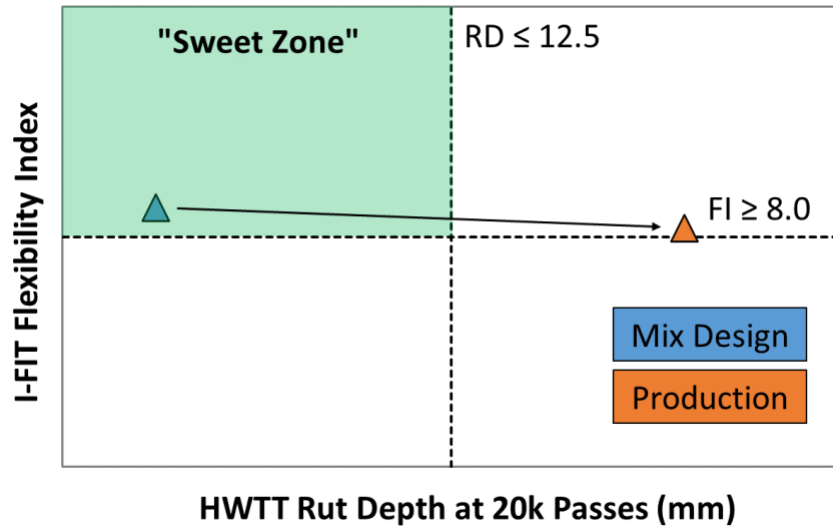 "Sweet Zone"
RD ≤ 12.5
I-FIT Flexibility Index
FI ≥ 8.0
Mix Design
Production
HWTT Rut Depth at 20k Passes (mm)